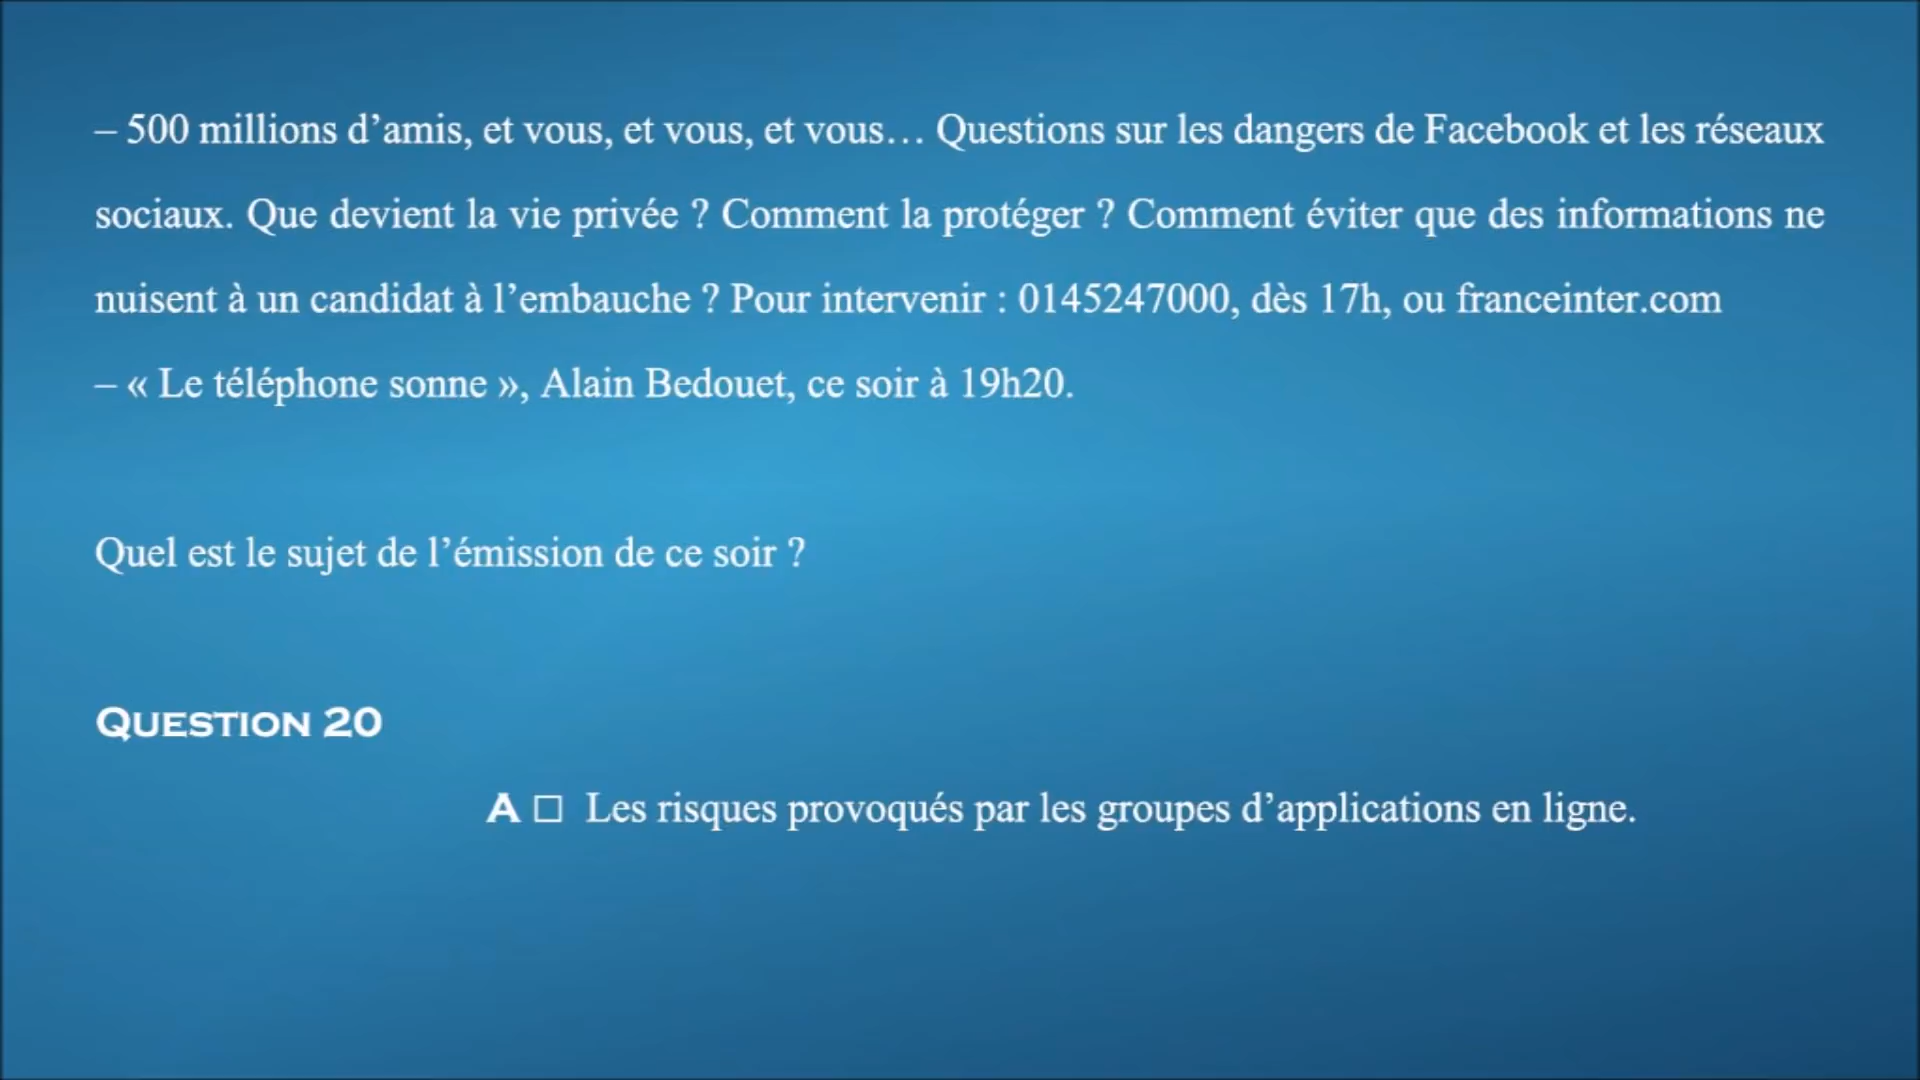 – 500 millions d’amis, et vous, et vous, et vous… Questions sur les dangers de Facebook et les réseaux
sociaux. Que devient la vie privée ? Comment la protéger ? Comment éviter que des informations ne
nuisent à un candidat à l’embauche ? Pour intervenir : 0145247000, dès 17h, ou franceinter.com
– « Le téléphone sonne », Alain Bedouet, ce soir à 19h20.
Quel est le sujet de l’émission de ce soir ?
QUESTION 20
A □ Les risques provoqués par les groupes d’applications en ligne.